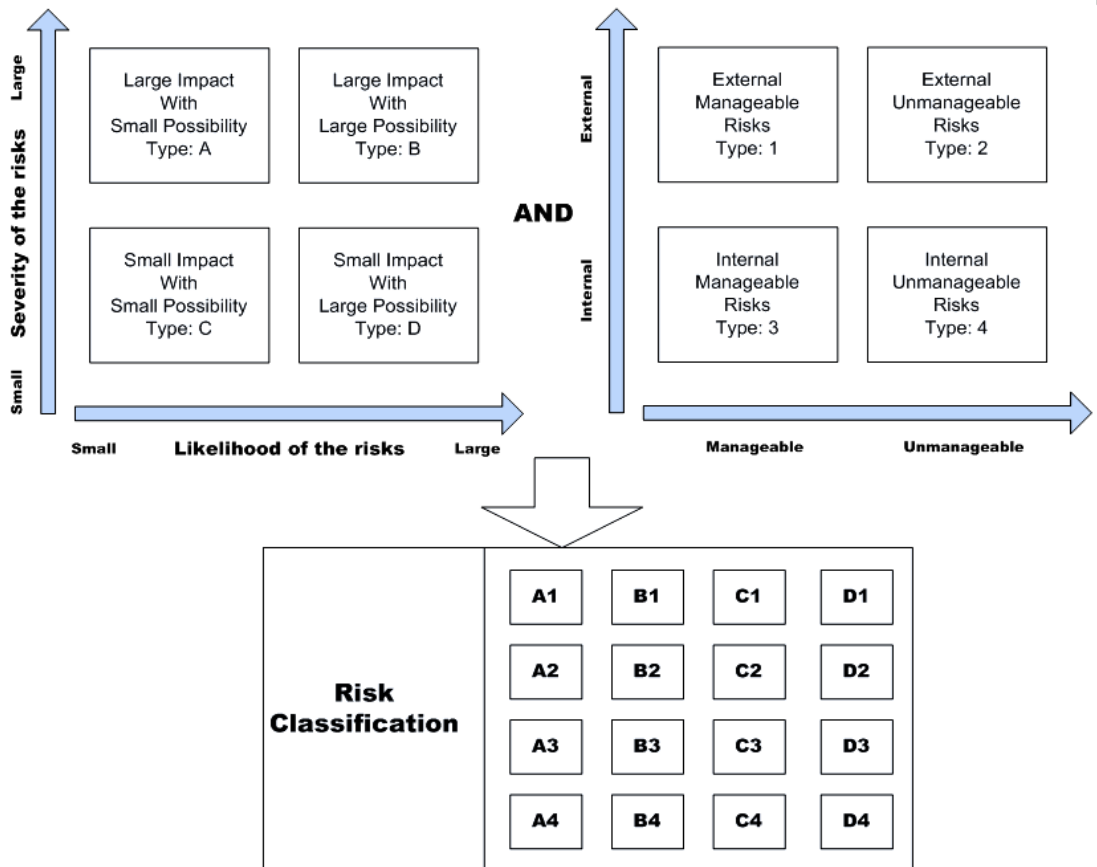 Large
Severity of the risks
Small
Large Impact
With
Small Possibility
Type: A
Large Impact
With
Large Possibility
Type: B
Small Impact
With
Small Possibility
Type: C
Small Impact
With
Large Possibility
Type: D
Small
Likelihood of the risks
Large
AND
External
Internal
External
Manageable
Risks
Type: 1
External
Unmanageable
Risks
Type: 2
Internal
Manageable
Risks
Type: 3
Internal
Unmanageable
Risks
Type: 4
Manageable
Unmanageable
Risk
Classification
A1 B1 C1 D1
A2 B2 C2 D2
A3 B3 C3 D3
A4 B4 C4 D4